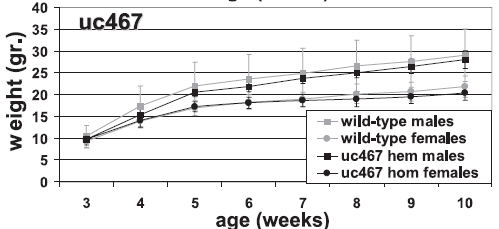 uc467
weight (gr.)
40
35
30
25
20
15
10
5
0
wild-type males
wild-type females
uc467 hem males
uc467 hom females
3 4 5 6 7 8 9 10
age (weeks)